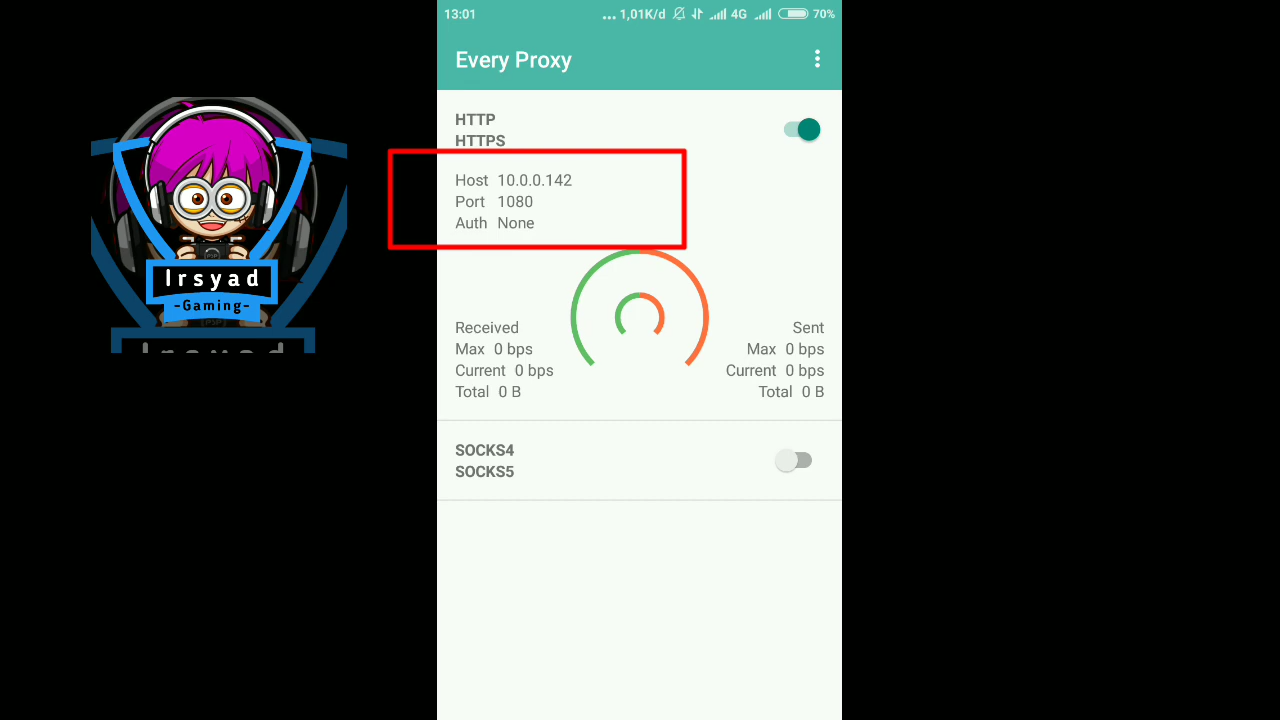 13:01
... 1,01K/d 4G 70%
Every Proxy
HTTP
HTTPS
Host 10.0.0.142
Port 1080
Auth None
Received
Max 0 bps
Current 0 bps
Total 0 B
Sent
Max 0 bps
Current 0 bps
Total 0 B
SOCKS4
SOCKS5
PSP
Irsyad
-Gaming-
Irsyad